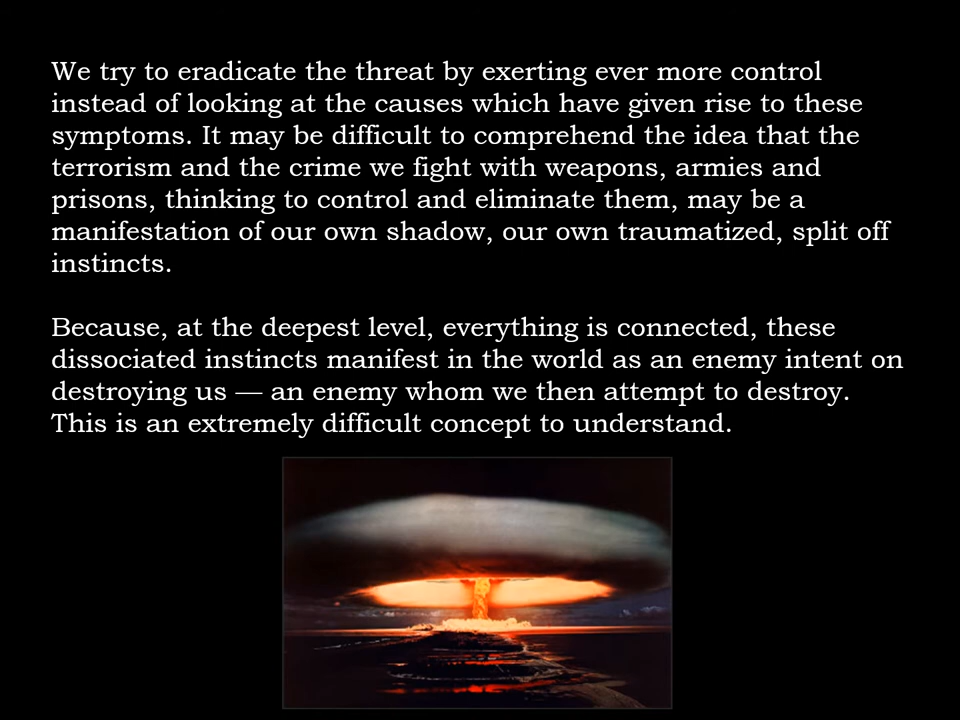 We try to eradicate the threat by exerting ever more control
instead of looking at the causes which have given rise to these
symptoms. It may be difficult to comprehend the idea that the
terrorism and the crime we fight with weapons, armies and
prisons, thinking to control and eliminate them, may be a
manifestation of our own shadow, our own traumatized, split off
instincts.
Because, at the deepest level, everything is connected, these
dissociated instincts manifest in the world as an enemy intent on
destroying us — an enemy whom we then attempt to destroy.
This is an extremely difficult concept to understand.